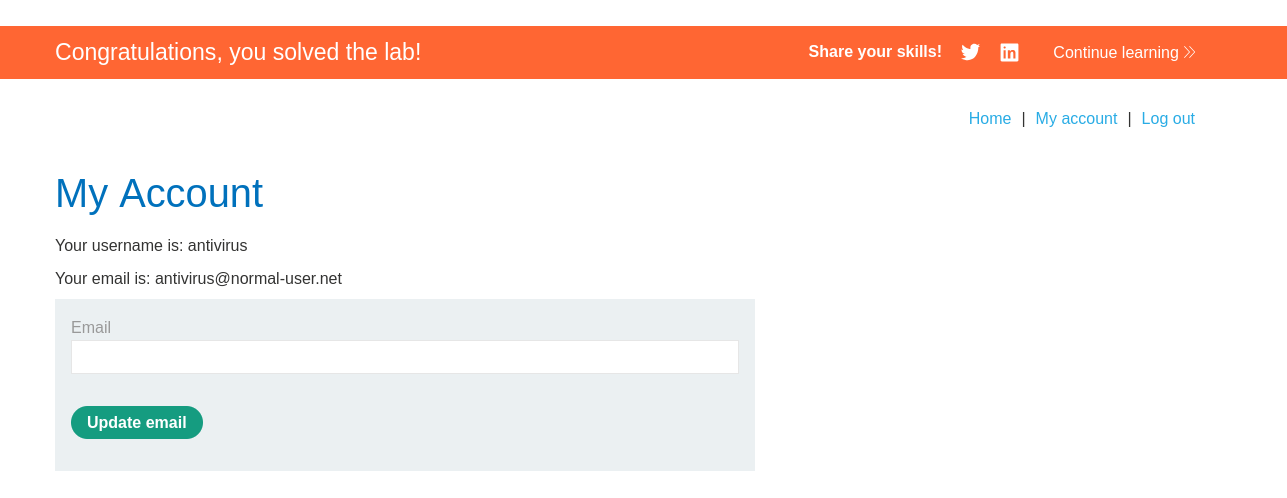 Congratulations, you solved the lab!
Share your skills!
Continue learning
Home | My account | Log out
My Account
Your username is: antivirus
Your email is: antivirus@normal-user.net
Email
Update email